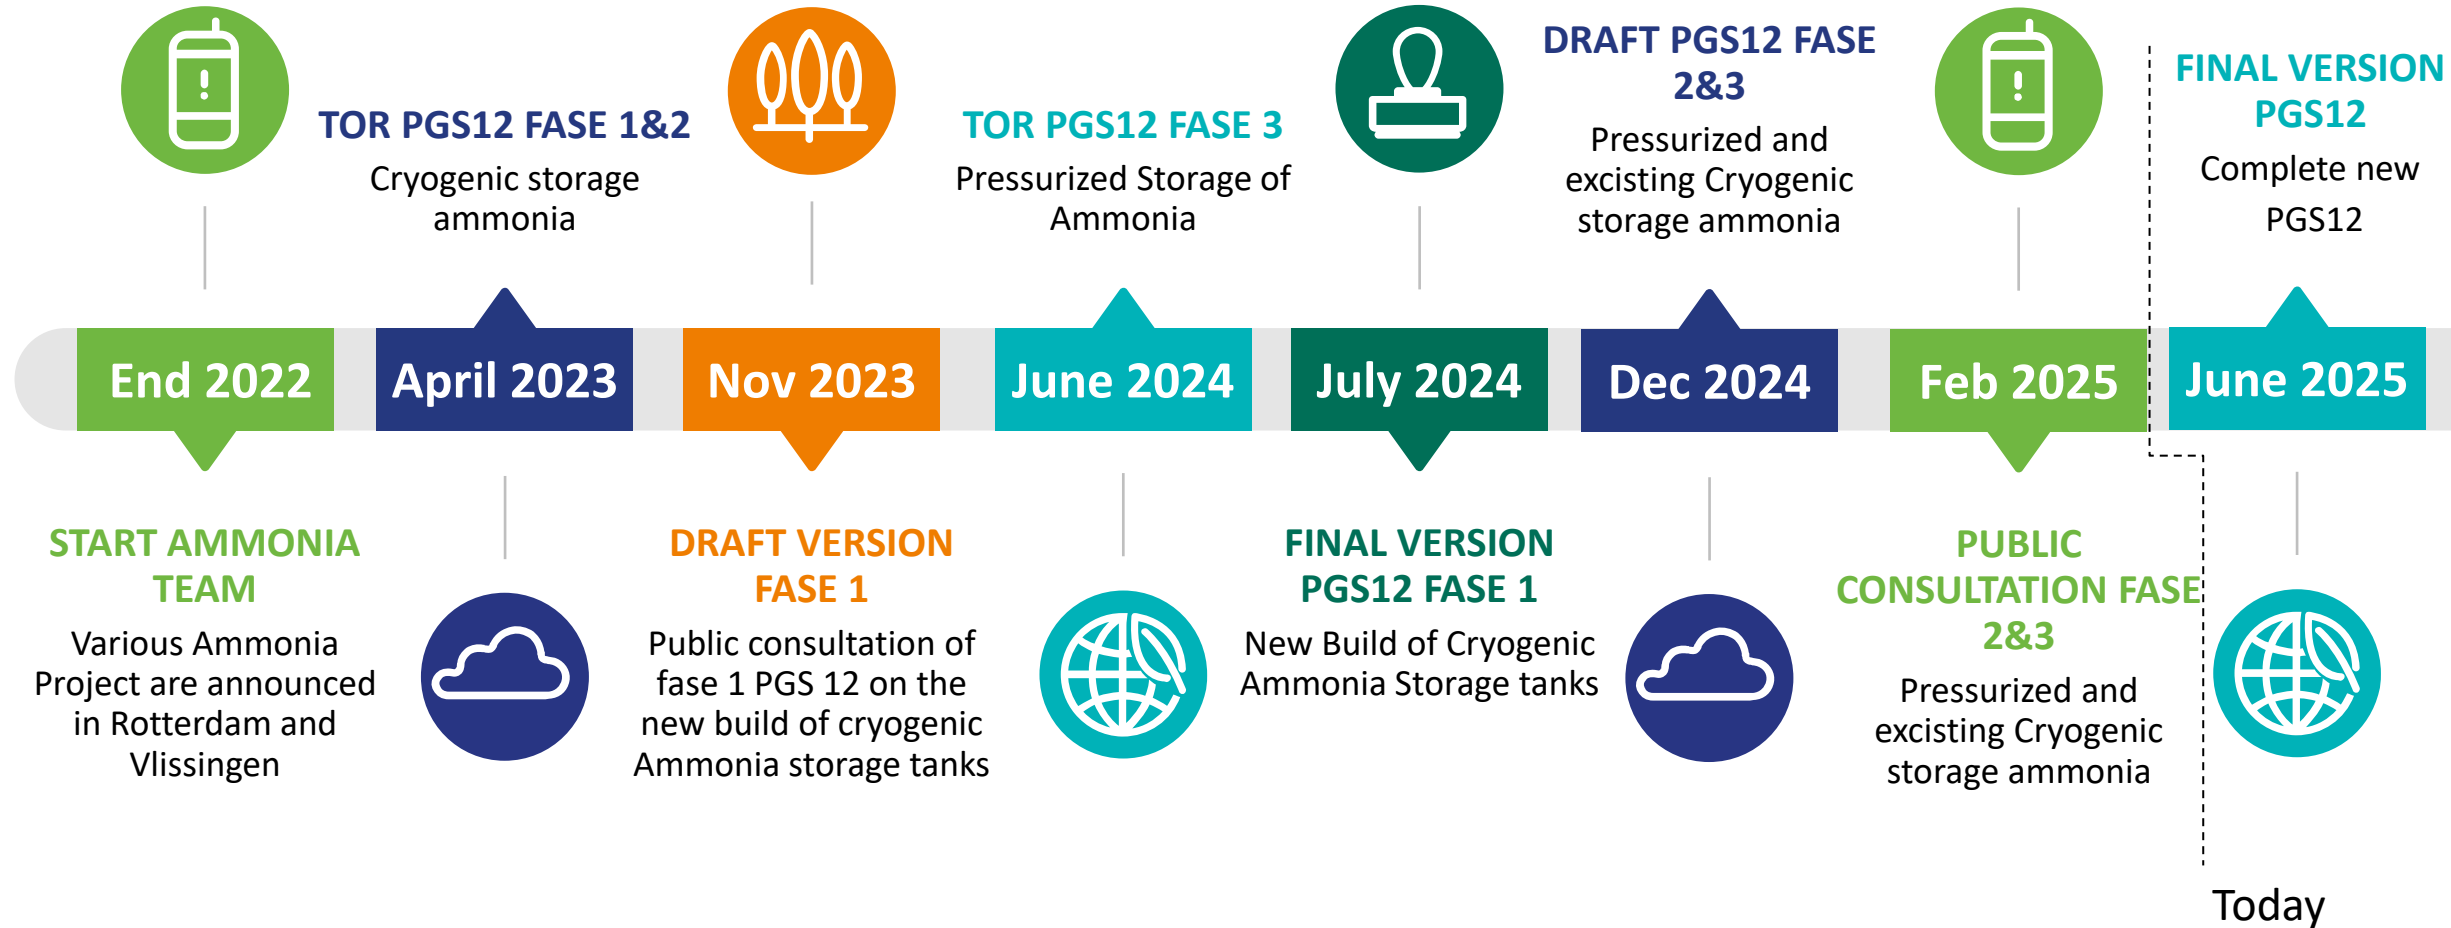 End 2022
START AMMONIA
TEAM
Various Ammonia
Project are announced
in Rotterdam and
Vlissingen
TOR PGS12 FASE 1&2
Cryogenic storage
ammonia
April 2023
Nov 2023
DRAFT VERSION
FASE 1
Public consultation of
fase 1 PGS 12 on the
new build of cryogenic
Ammonia storage tanks
TOR PGS12 FASE 3
Pressurized Storage of
Ammonia
June 2024
July 2024
FINAL VERSION
PGS12 FASE 1
New Build of Cryogenic
Ammonia Storage tanks
DRAFT PGS12 FASE
2&3
Pressurized and
excisting Cryogenic
storage ammonia
Dec 2024
Feb 2025
PUBLIC
CONSULTATION FASE
2&3
Pressurized and
excisting Cryogenic
storage ammonia
FINAL VERSION
PGS12
Complete new
PGS12
June 2025
Today